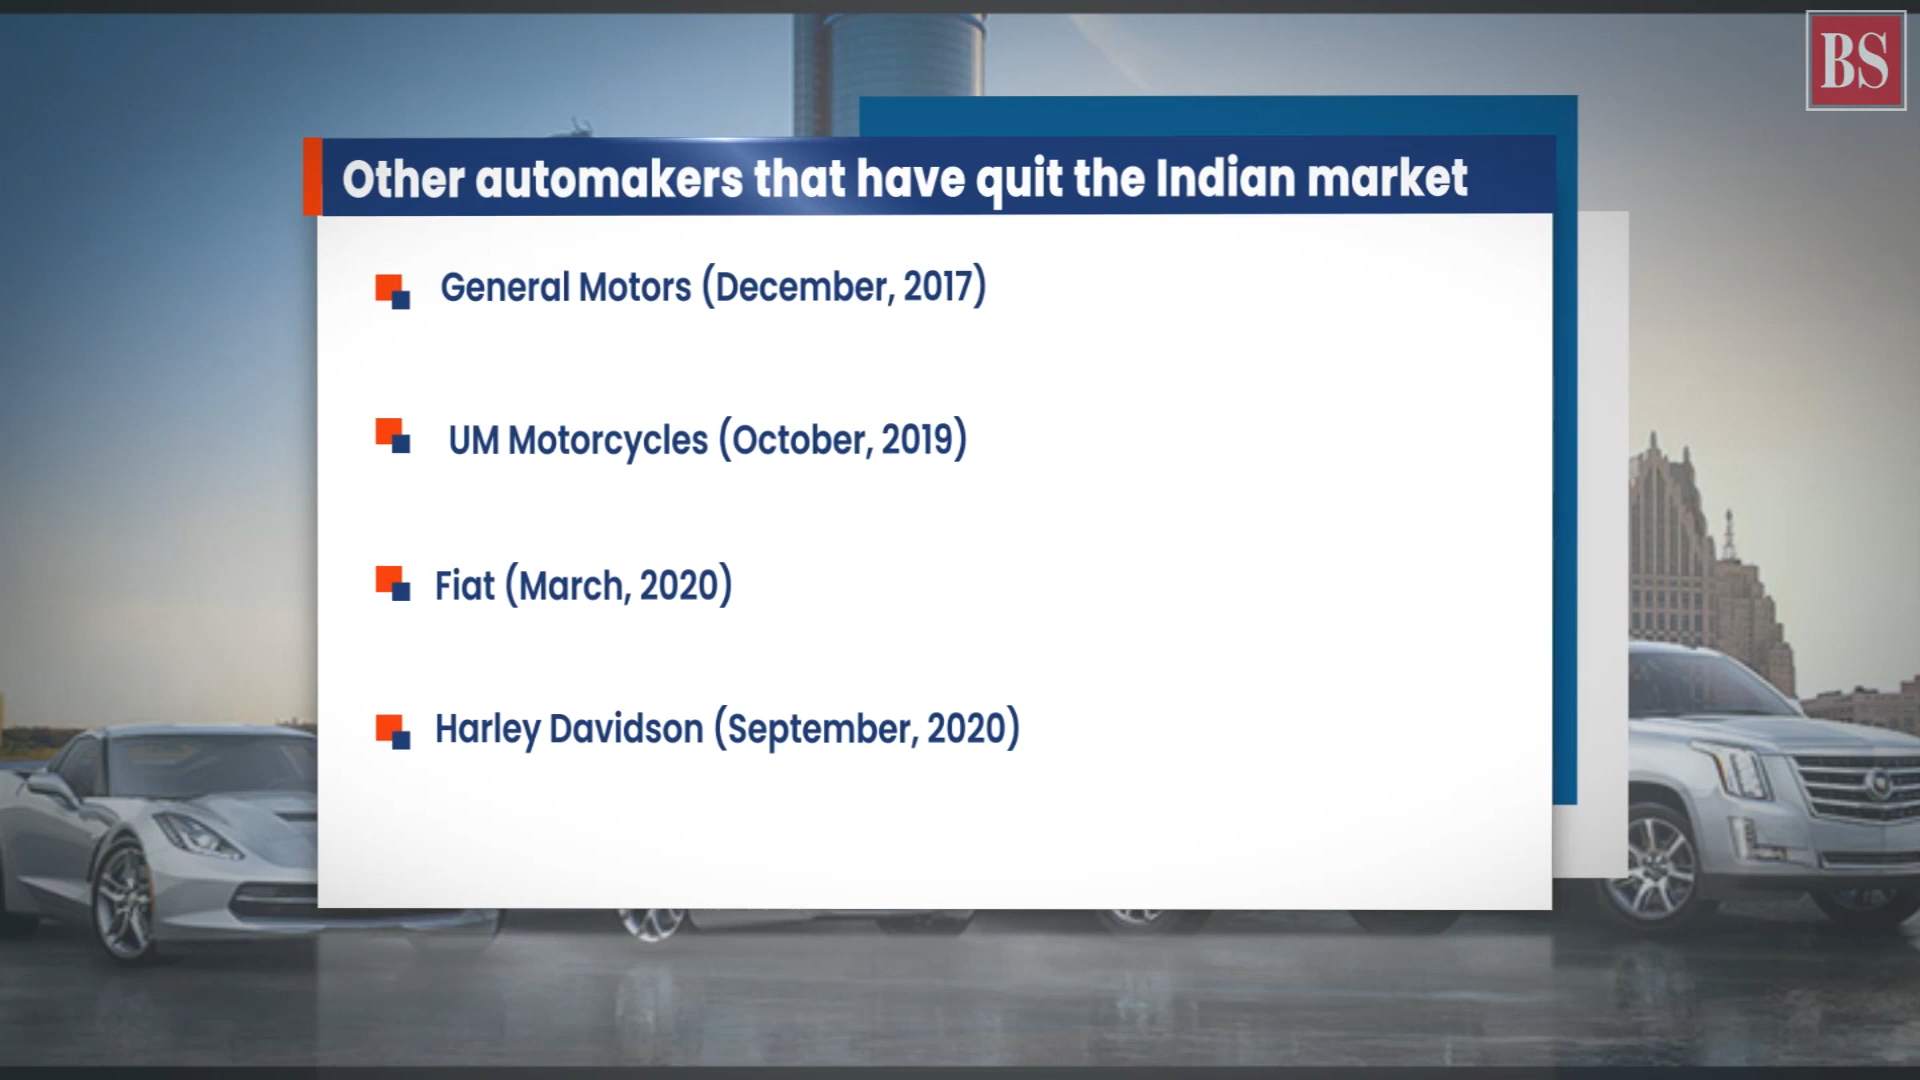 BS
Other automakers that have quit the Indian market
General Motors (December, 2017)
UM Motorcycles (October, 2019)
Fiat (March, 2020)
Harley Davidson (September, 2020)